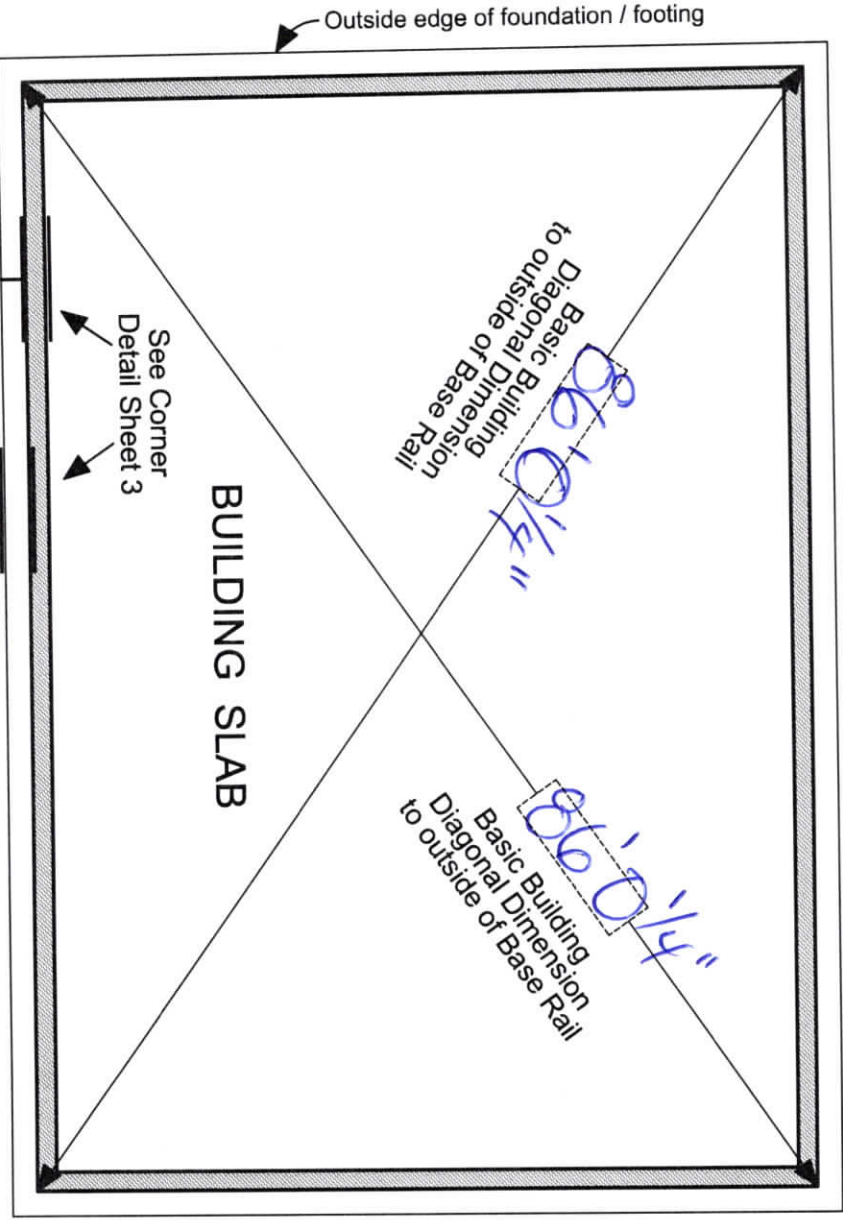 Outside edge of foundation / footing
Basic Building
Diagonal Dimension
to outside of Base Rail
86'0 1/4"
86'0 1/4"
Basic Building
Diagonal Dimension
to outside of Base Rail
See Corner
Detail Sheet 3
BUILDING SLAB